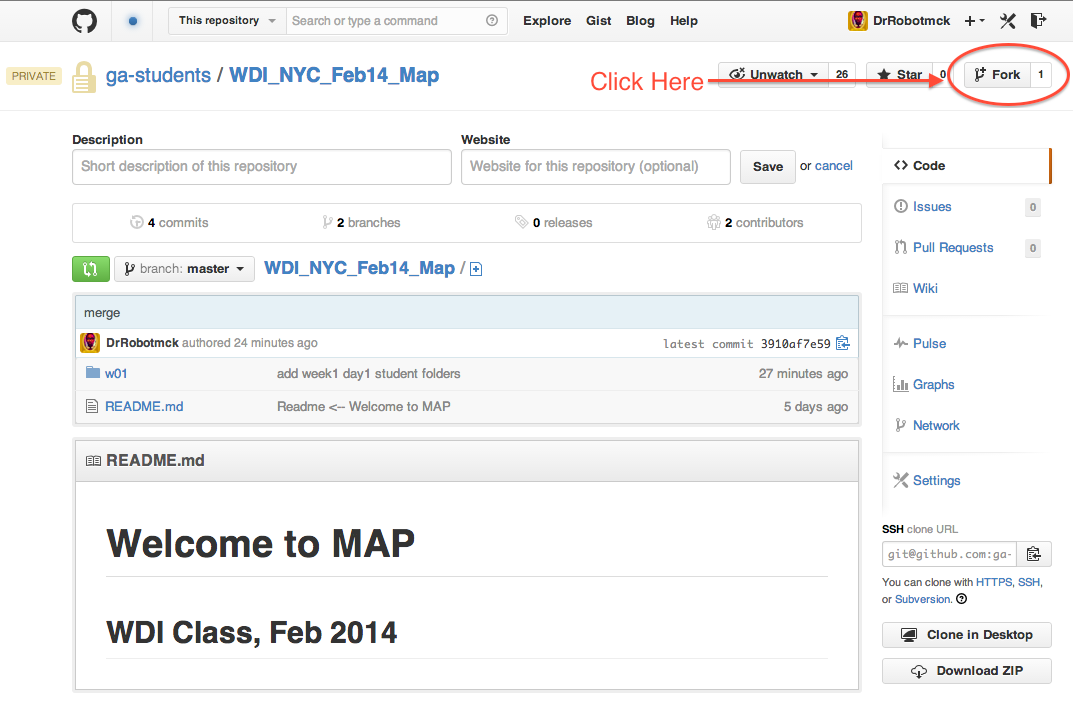 This repository Search or type a command Explore Gist Blog Help DrRobotmck
PRIVATE ga-students / WDI_NYC_Feb14_Map Click Here Unwatch 26 Star 0 Fork 1
Description Website
Short description of this repository Website for this repository (optional) Save or cancel
4 commits 2 branches 0 releases 2 contributors
branch: master WDI_NYC_Feb14_Map /
merge
DrRobotmck authored 24 minutes ago latest commit 3910af7e59
w01 add week1 day1 student folders 27 minutes ago
README.md Readme <-- Welcome to MAP 5 days ago
README.md
Welcome to MAP
WDI Class, Feb 2014
Code
Issues 0
Pull Requests 0
Wiki
Pulse
Graphs
Network
Settings
SSH clone URL
git@github.com:ga-
You can clone with HTTPS, SSH,
or Subversion.
Clone in Desktop
Download ZIP